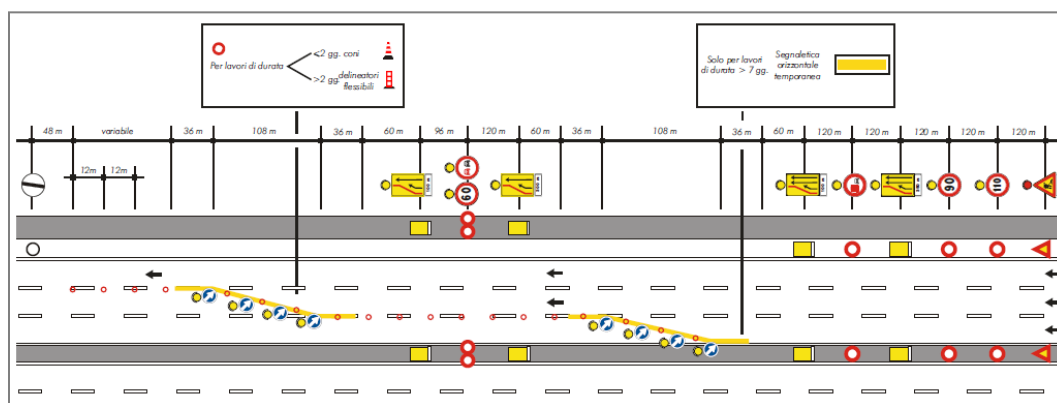 Per lavori di durata
<2 gg. coni
>2 gg. delineatori
flessibili
Solo per lavori
di durata > 7 gg.
Segnaletica
orizzontale
temporanea
48 m variabile 36 m 108 m 36 m 60 m 96 m 120 m 60 m 36 m 108 m 36 m 60 m 120 m 120 m 120 m 120 m 120 m
12m 12m
60
90
110